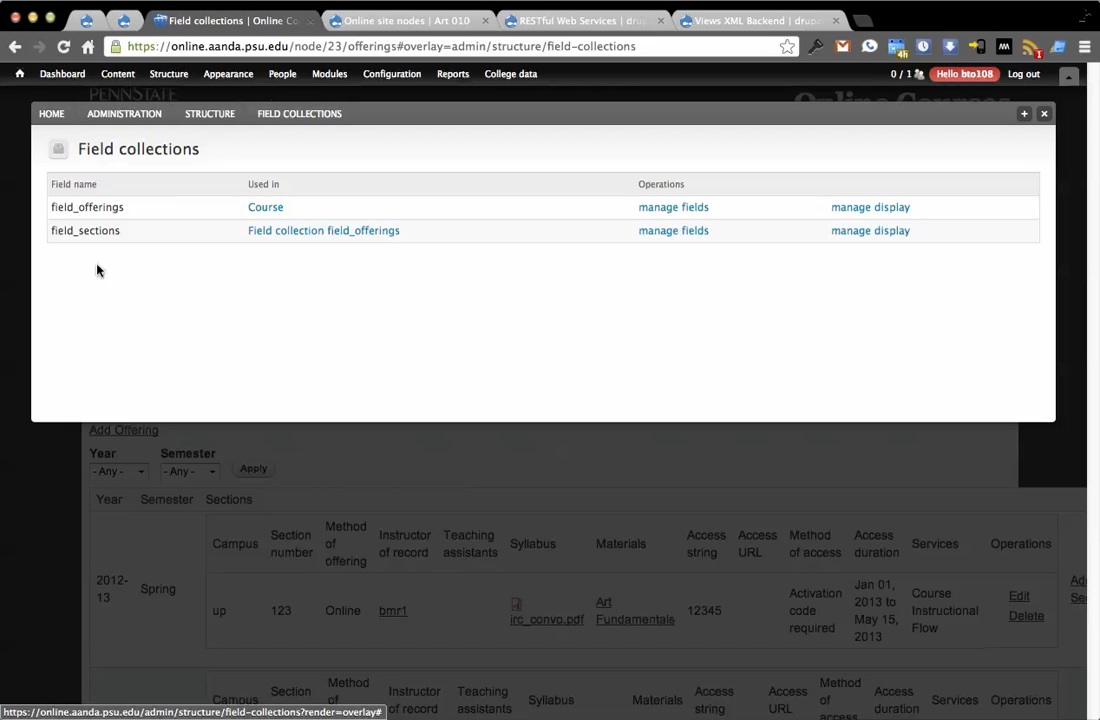 Field collections | Online Co
Online site nodes | Art 010
RESTful Web Services | dru
Views XML Backend | drupal
https://online.aanda.psu.edu/node/23/offerings#overlay=admin/structure/field-collections
4h
1
Dashboard Content Structure Appearance People Modules Configuration Reports College data 0 / 1 Hello bto108 Log out
PENNSTATE
Online Courses
HOME ADMINISTRATION STRUCTURE FIELD COLLECTIONS
Field collections
Field name Used in Operations
field_offerings Course manage fields manage display
field_sections Field collection field_offerings manage fields manage display
Add Offering
Year Semester
- Any - - Any - Apply
Year Semester Sections
Campus Section number Method of offering Instructor of record Teaching assistants Syllabus Materials Access string Access URL Method of access Access duration Services Operations
2012-13 Spring up 123 Online bmr1 irc_convo.pdf Art Fundamentals 12345 Activation code required Jan 01, 2013 to May 15, 2013 Course Instructional Flow Edit Delete
Campus Section Method of Instructor Teaching Syllabus Materials Access Access Method of Access Services Operations
https://online.aanda.psu.edu/admin/structure/field-collections?render=overlay#